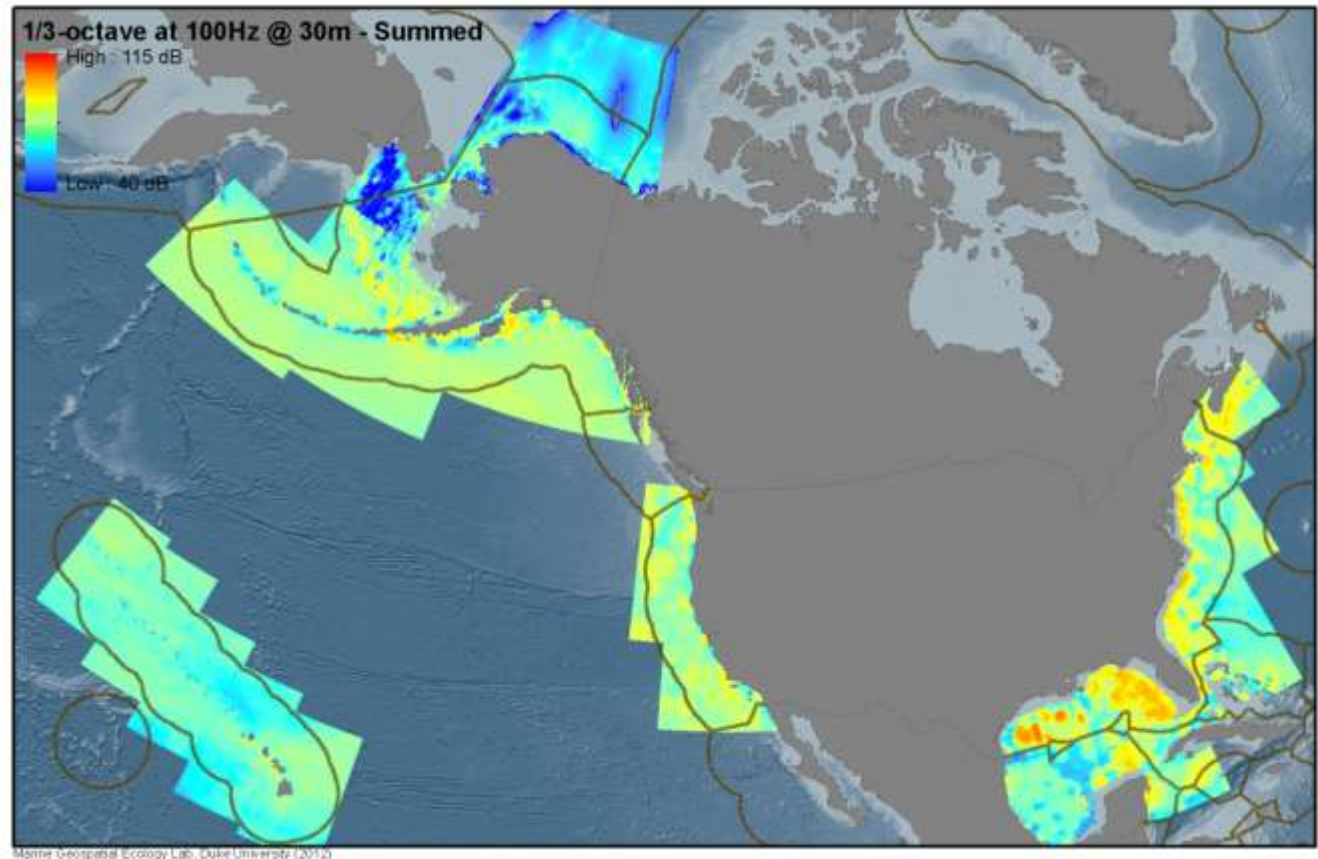 1/3-octave at 100Hz @ 30m - Summed
High : 115 dB
Low : 40 dB
Marine Geospatial Ecology Lab, Duke University (2012)